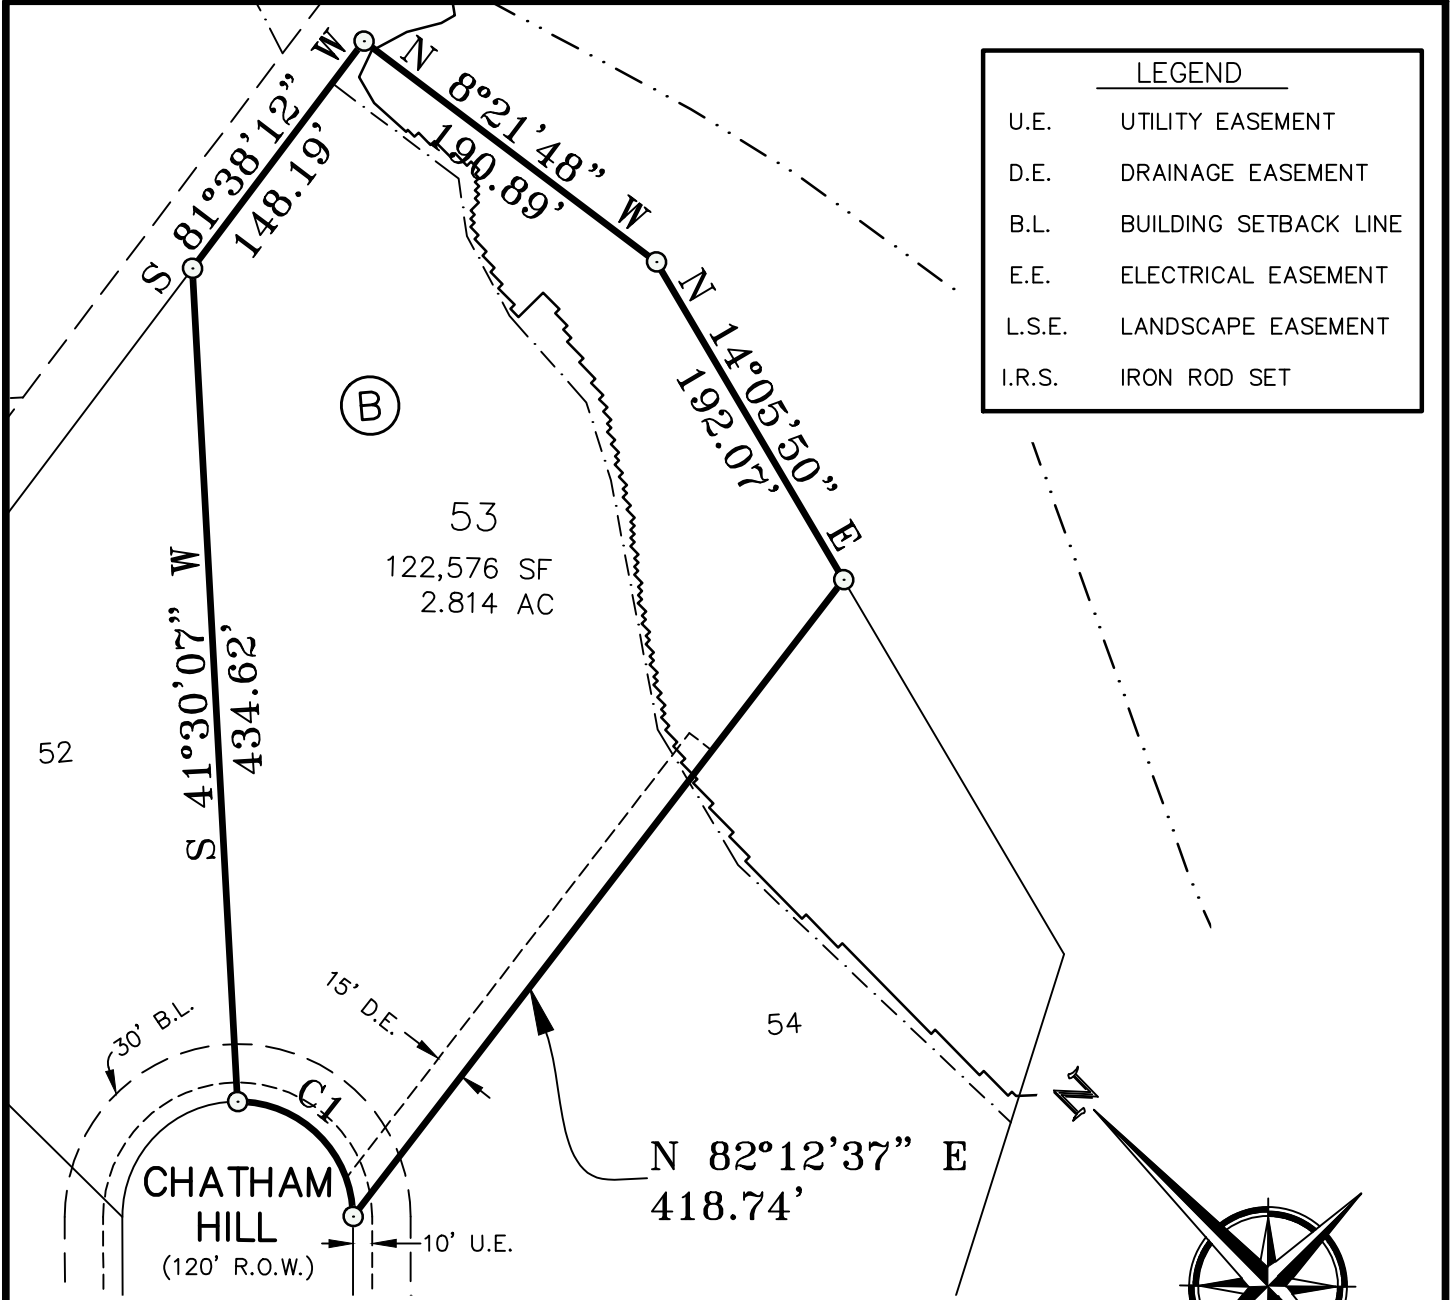 LEGEND
U.E. UTILITY EASEMENT
D.E. DRAINAGE EASEMENT
B.L. BUILDING SETBACK LINE
E.E. ELECTRICAL EASEMENT
L.S.E. LANDSCAPE EASEMENT
I.R.S. IRON ROD SET
S 81°38'12" W
148.19'
N 8°21'48" W
190.89'
N 14°05'50" E
192.07'
B
53
122,576 SF
2.814 AC
S 41°30'07" W
434.62'
52
15' D.E.
30' B.L.
54
C1
N
N 82°12'37" E
418.74'
CHATHAM
HILL
(120' R.O.W.)
10' U.E.